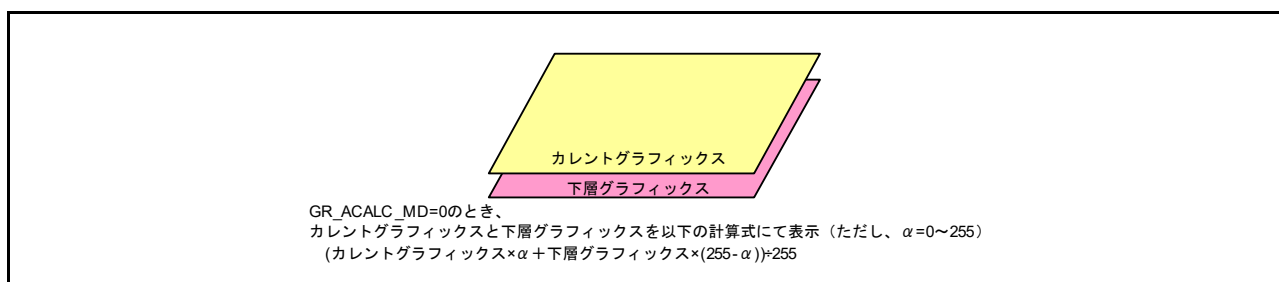 カレントグラフィックス
下層グラフィックス
GR_ACALC_MD=0のとき、
カレントグラフィックスと下層グラフィックスを以下の計算式にて表示（ただし、α=0～255）
(カレントグラフィックス×α＋下層グラフィックス×(255-α))÷255